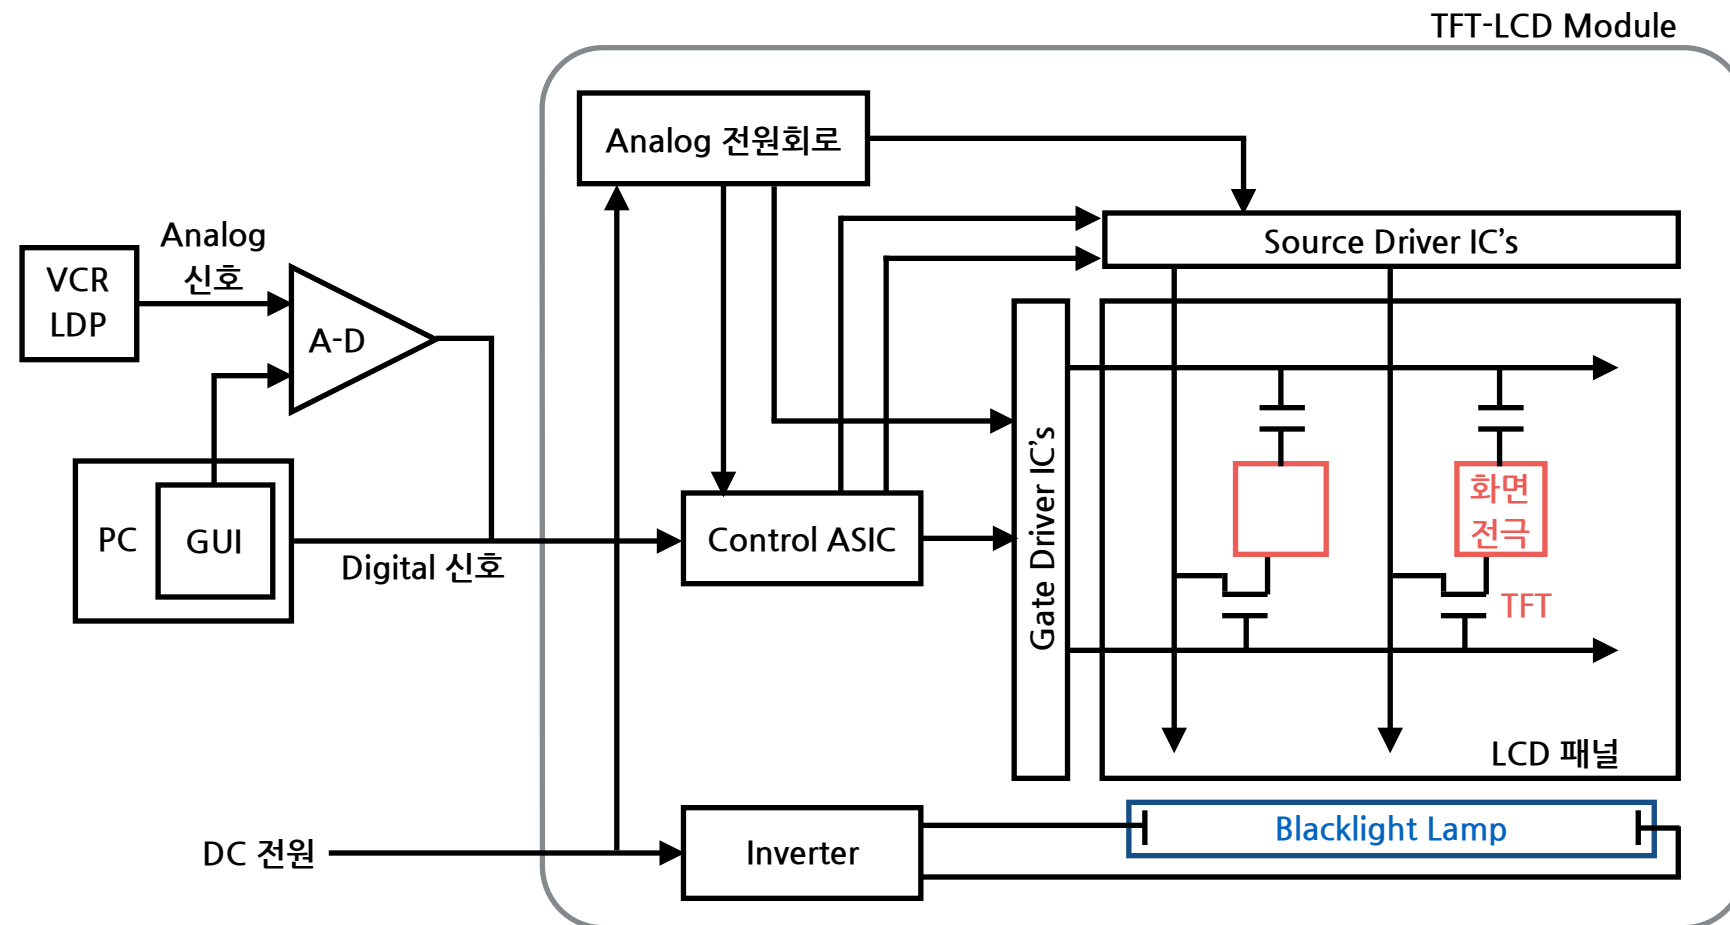 TFT-LCD Module
Analog 전원회로
Analog
신호
VCR
LDP
Source Driver IC's
A-D
화면
전극
PC
GUI
Digital 신호
Control ASIC
Gate Driver IC's
TFT
LCD 패널
DC 전원
Inverter
Blacklight Lamp